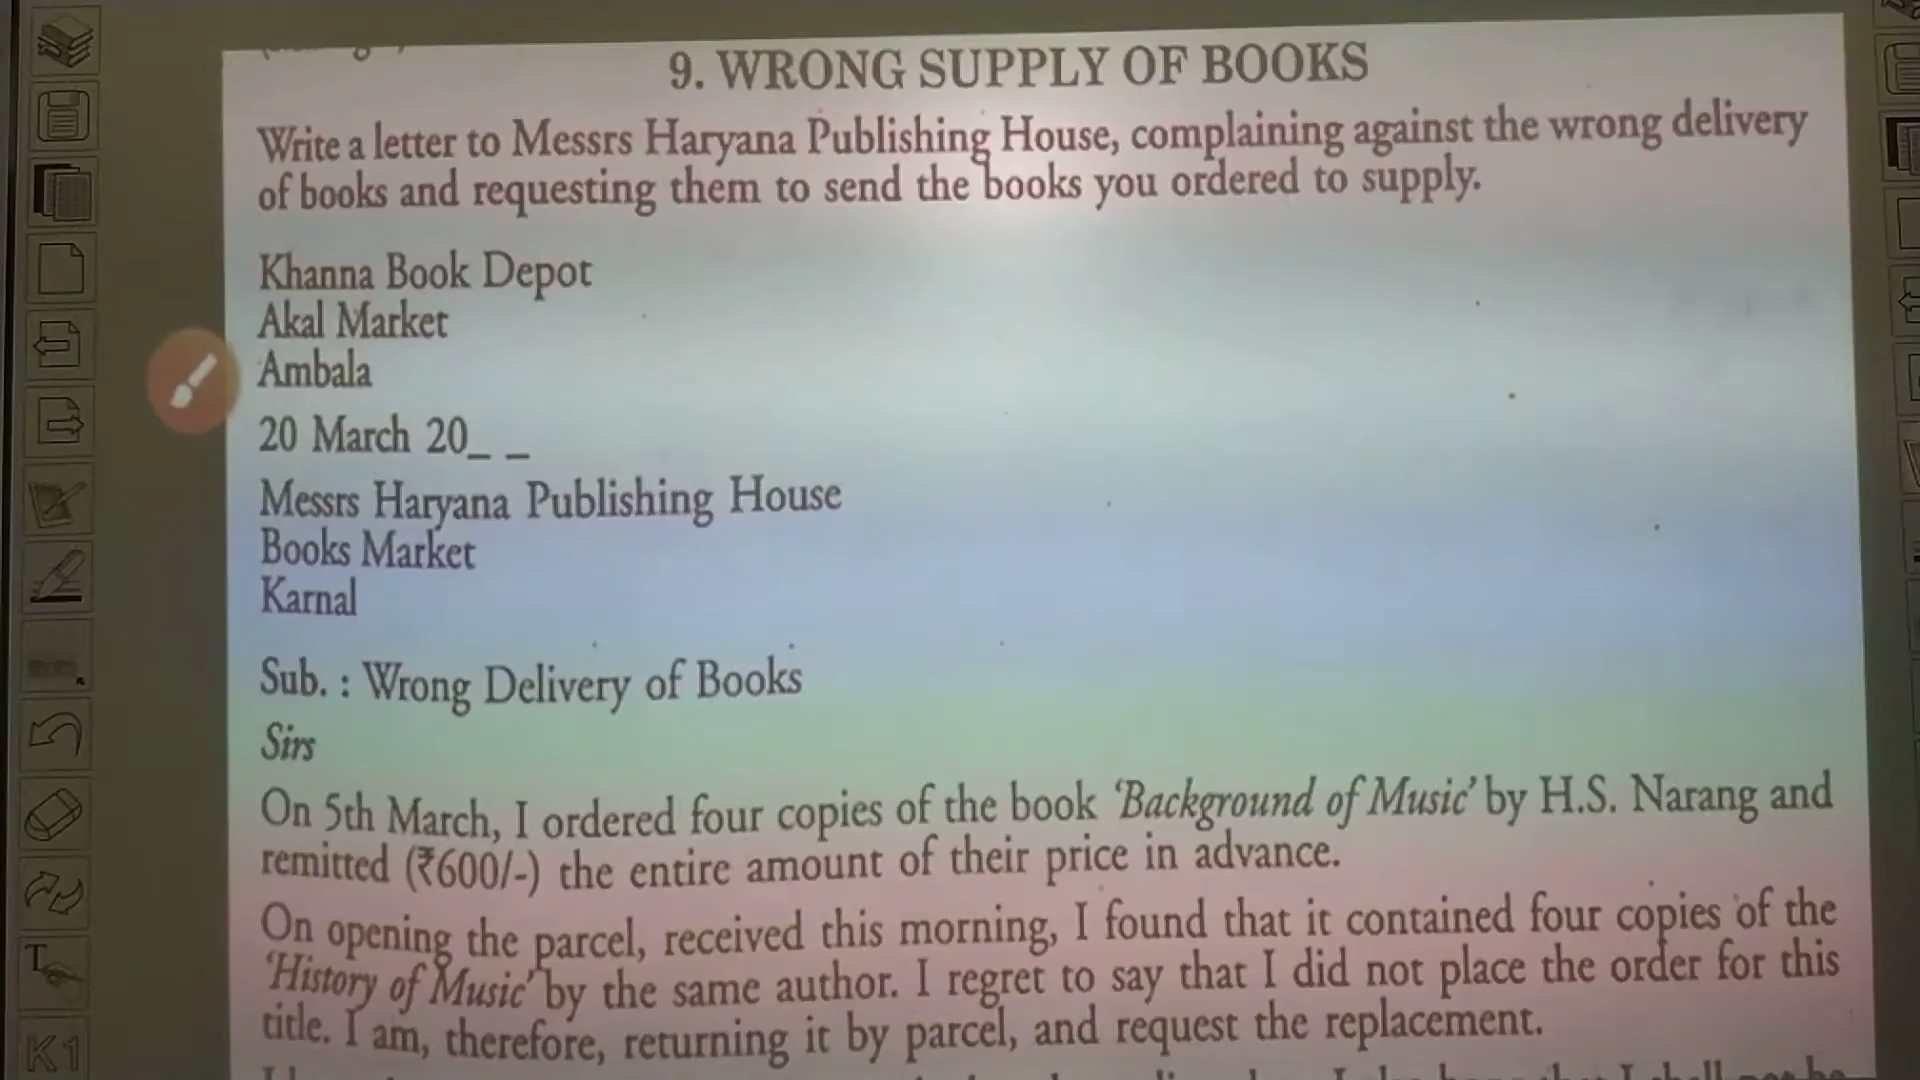 9. WRONG SUPPLY OF BOOKS
Write a letter to Messrs Haryana Publishing House, complaining against the wrong delivery
of books and requesting them to send the books you ordered to supply.
Khanna Book Depot
Akal Market
Ambala
20 March 20_ _
Messrs Haryana Publishing House
Books Market
Karnal
Sub. : Wrong Delivery of Books
Sirs
On 5th March, I ordered four copies of the book 'Background of Music' by H.S. Narang and
remitted (₹600/-) the entire amount of their price in advance.
On opening the parcel, received this morning, I found that it contained four copies of the
'History of Music' by the same author. I regret to say that I did not place the order for this
title. I am, therefore, returning it by parcel, and request the replacement.
T
K1